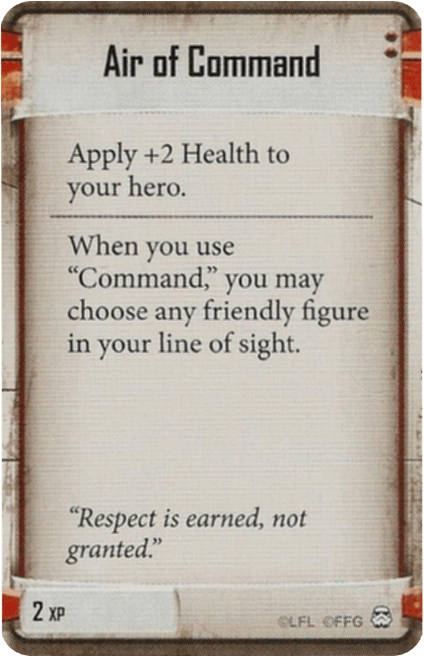 Air of Command
Apply +2 Health to
your hero.
When you use
“Command,” you may
choose any friendly figure
in your line of sight.
“Respect is earned, not
granted.”
2 XP
©LFL ©FFG